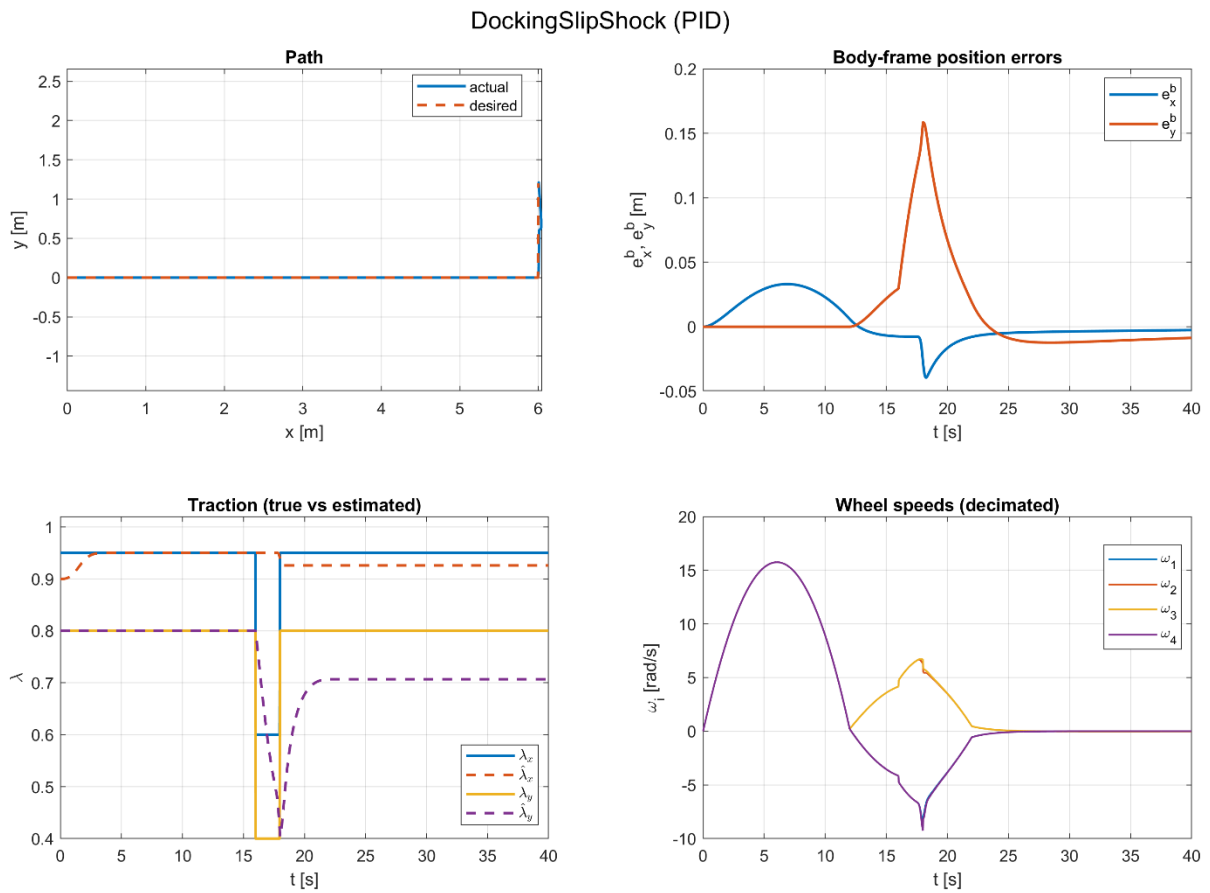 DockingSlipShock (PID)
Path
2.5
2
1.5
1
0.5
0
-0.5
-1
y [m]
0 1 2 3 4 5 6
x [m]
actual
desired
Body-frame position errors
0.2
0.15
0.1
0.05
0
-0.05
e_x^b, e_y^b [m]
0 5 10 15 20 25 30 35 40
t [s]
e_x^b
e_y^b
Traction (true vs estimated)
1
0.9
0.8
0.7
0.6
0.5
0.4
λ
0 5 10 15 20 25 30 35 40
t [s]
λ_x
λ̂_x
λ_y
λ̂_y
Wheel speeds (decimated)
20
15
10
5
0
-5
-10
ω_i [rad/s]
0 5 10 15 20 25 30 35 40
t [s]
ω_1
ω_2
ω_3
ω_4